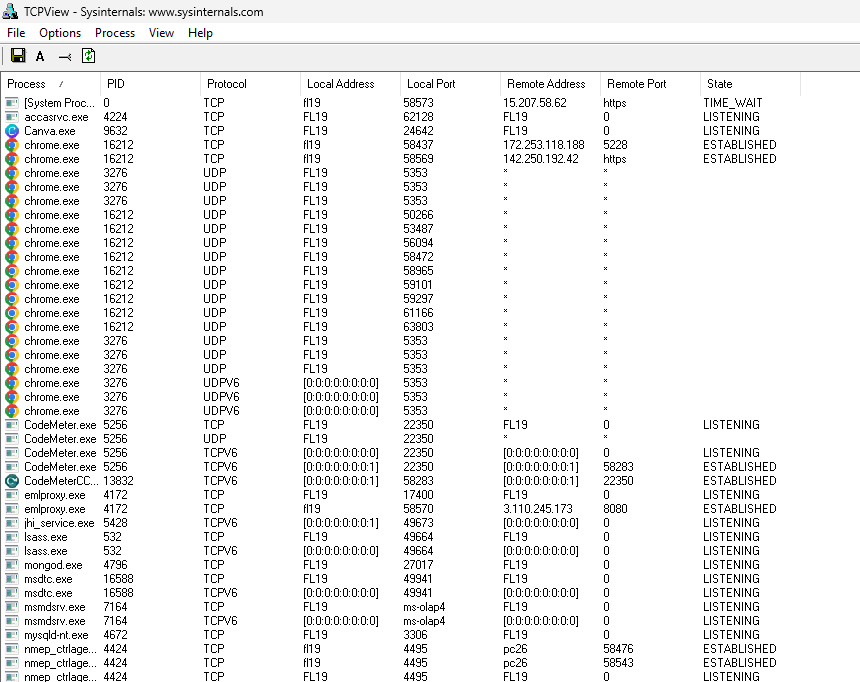 TCPView - Sysinternals: www.sysinternals.com
File Options Process View Help
A
Process / PID Protocol Local Address Local Port Remote Address Remote Port State
[System Proc... 0 TCP fl19 58573 15.207.58.62 https TIME_WAIT
accasrvc.exe 4224 TCP FL19 62128 FL19 0 LISTENING
Canva.exe 9632 TCP FL19 24642 FL19 0 LISTENING
chrome.exe 16212 TCP fl19 58437 172.253.118.188 5228 ESTABLISHED
chrome.exe 16212 TCP fl19 58569 142.250.192.42 https ESTABLISHED
chrome.exe 3276 UDP FL19 5353 * *
chrome.exe 3276 UDP FL19 5353 * *
chrome.exe 3276 UDP FL19 5353 * *
chrome.exe 16212 UDP FL19 50266 * *
chrome.exe 16212 UDP FL19 53487 * *
chrome.exe 16212 UDP FL19 56094 * *
chrome.exe 16212 UDP FL19 58472 * *
chrome.exe 16212 UDP FL19 58965 * *
chrome.exe 16212 UDP FL19 59101 * *
chrome.exe 16212 UDP FL19 59297 * *
chrome.exe 16212 UDP FL19 61166 * *
chrome.exe 16212 UDP FL19 63803 * *
chrome.exe 3276 UDP FL19 5353 * *
chrome.exe 3276 UDP FL19 5353 * *
chrome.exe 3276 UDP FL19 5353 * *
chrome.exe 3276 UDPV6 [0:0:0:0:0:0:0:0] 5353 * *
chrome.exe 3276 UDPV6 [0:0:0:0:0:0:0:0] 5353 * *
chrome.exe 3276 UDPV6 [0:0:0:0:0:0:0:0] 5353 * *
CodeMeter.exe 5256 TCP FL19 22350 FL19 0 LISTENING
CodeMeter.exe 5256 UDP FL19 22350 * *
CodeMeter.exe 5256 TCPV6 [0:0:0:0:0:0:0:0] 22350 [0:0:0:0:0:0:0:0] 0 LISTENING
CodeMeter.exe 5256 TCPV6 [0:0:0:0:0:0:0:1] 22350 [0:0:0:0:0:0:0:1] 58283 ESTABLISHED
CodeMeterCC... 13832 TCPV6 [0:0:0:0:0:0:0:1] 58283 [0:0:0:0:0:0:0:1] 22350 ESTABLISHED
emlproxy.exe 4172 TCP FL19 17400 FL19 0 LISTENING
emlproxy.exe 4172 TCP fl19 58570 3.110.245.173 8080 ESTABLISHED
jhi_service.exe 5428 TCPV6 [0:0:0:0:0:0:0:1] 49673 [0:0:0:0:0:0:0:0] 0 LISTENING
lsass.exe 532 TCP FL19 49664 FL19 0 LISTENING
lsass.exe 532 TCPV6 [0:0:0:0:0:0:0:0] 49664 [0:0:0:0:0:0:0:0] 0 LISTENING
mongod.exe 4796 TCP FL19 27017 FL19 0 LISTENING
msdtc.exe 16588 TCP FL19 49941 FL19 0 LISTENING
msdtc.exe 16588 TCPV6 [0:0:0:0:0:0:0:0] 49941 [0:0:0:0:0:0:0:0] 0 LISTENING
msmdsrv.exe 7164 TCP FL19 ms-olap4 FL19 0 LISTENING
msmdsrv.exe 7164 TCPV6 [0:0:0:0:0:0:0:0] ms-olap4 [0:0:0:0:0:0:0:0] 0 LISTENING
mysqld-nt.exe 4672 TCP FL19 3306 FL19 0 LISTENING
nmep_ctrlage... 4424 TCP fl19 4495 pc26 58476 ESTABLISHED
nmep_ctrlage... 4424 TCP fl19 4495 pc26 58543 ESTABLISHED
nmep_ctrlage... 4424 TCP FL19 4495 FL19 0 LISTENING